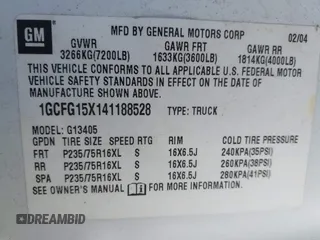 GM
MFD BY GENERAL MOTORS CORP 02/04
GVWR GAWR FRT GAWR RR
3266KG(7200LB) 1633KG(3600LB) 1814KG(4000LB)
THIS VEHICLE CONFORMS TO ALL APPLICABLE U.S. FEDERAL MOTOR
VEHICLE SAFETY STANDARDS IN EFFECT ON THE DATE OF
MANUFACTURE SHOWN ABOVE.
1GCFG15X141188528 TYPE: TRUCK
MODEL: G13405
GPDN TIRE SIZE SPEED RTG RIM COLD TIRE PRESSURE
FRT P235/75R16XL S 16X6.5J 240KPA(35PSI)
RR P235/75R16XL S 16X6.5J 260KPA(38PSI)
SPA P235/75R16XL S 16X6.5J 280KPA(41PSI)
SEE OWNER'S MANUAL FOR ADDITIONAL INFORMATION.
DREAMBID